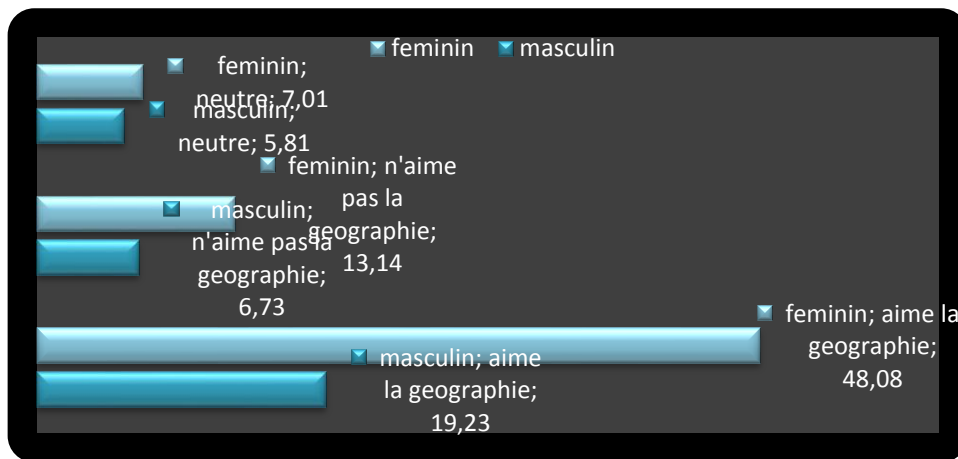 feminin masculin
feminin;
neutre; 7,01
masculin;
neutre; 5,81
feminin; n'aime
pas la
geographie;
13,14
masculin;
n'aime pas la
geographie;
6,73
feminin; aime la
geographie;
48,08
masculin; aime
la geographie;
19,23